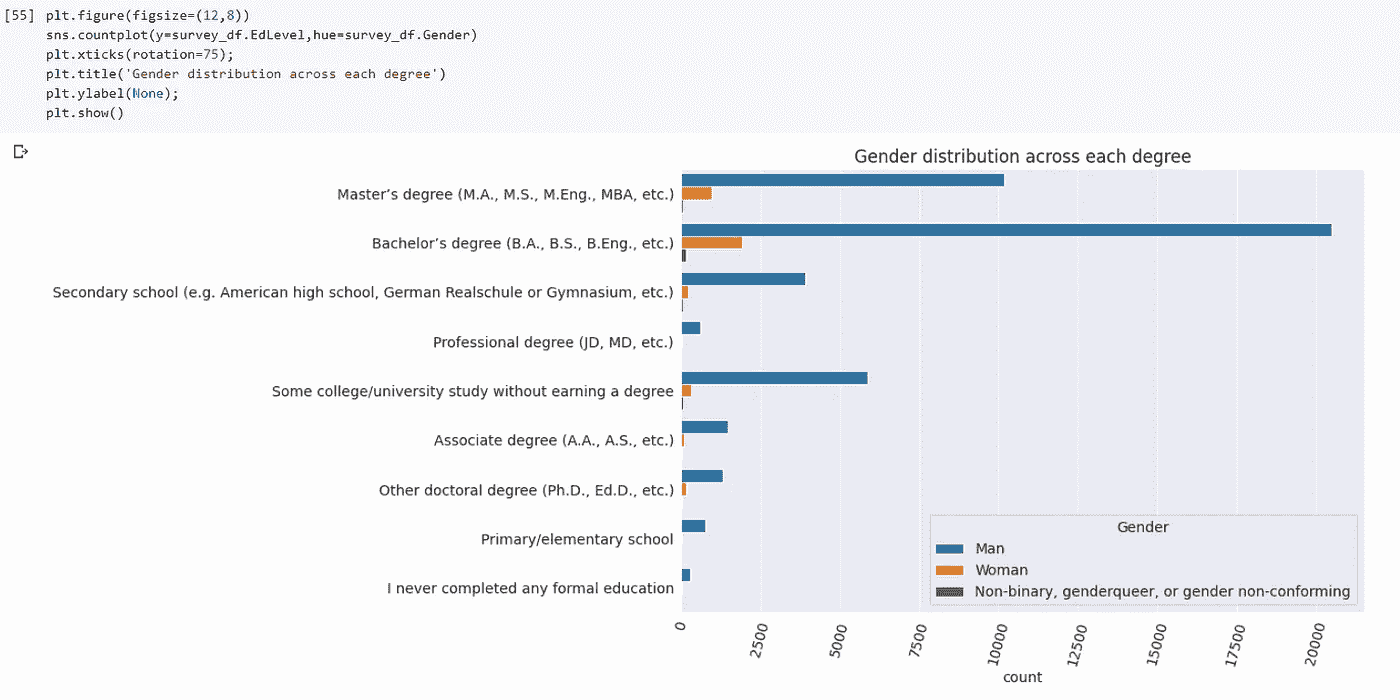 [55] plt.figure(figsize=(12,8))
sns.countplot(y=survey_df.EdLevel,hue=survey_df.Gender)
plt.xticks(rotation=75);
plt.title('Gender distribution across each degree')
plt.ylabel(None);
plt.show()
Gender distribution across each degree
Master’s degree (M.A., M.S., M.Eng., MBA, etc.)
Bachelor’s degree (B.A., B.S., B.Eng., etc.)
Secondary school (e.g. American high school, German Realschule or Gymnasium, etc.)
Professional degree (JD, MD, etc.)
Some college/university study without earning a degree
Associate degree (A.A., A.S., etc.)
Other doctoral degree (Ph.D., Ed.D., etc.)
Primary/elementary school
I never completed any formal education
Gender
Man
Woman
Non-binary, genderqueer, or gender non-conforming
0
2500
5000
7500
10000
12500
15000
17500
20000
count